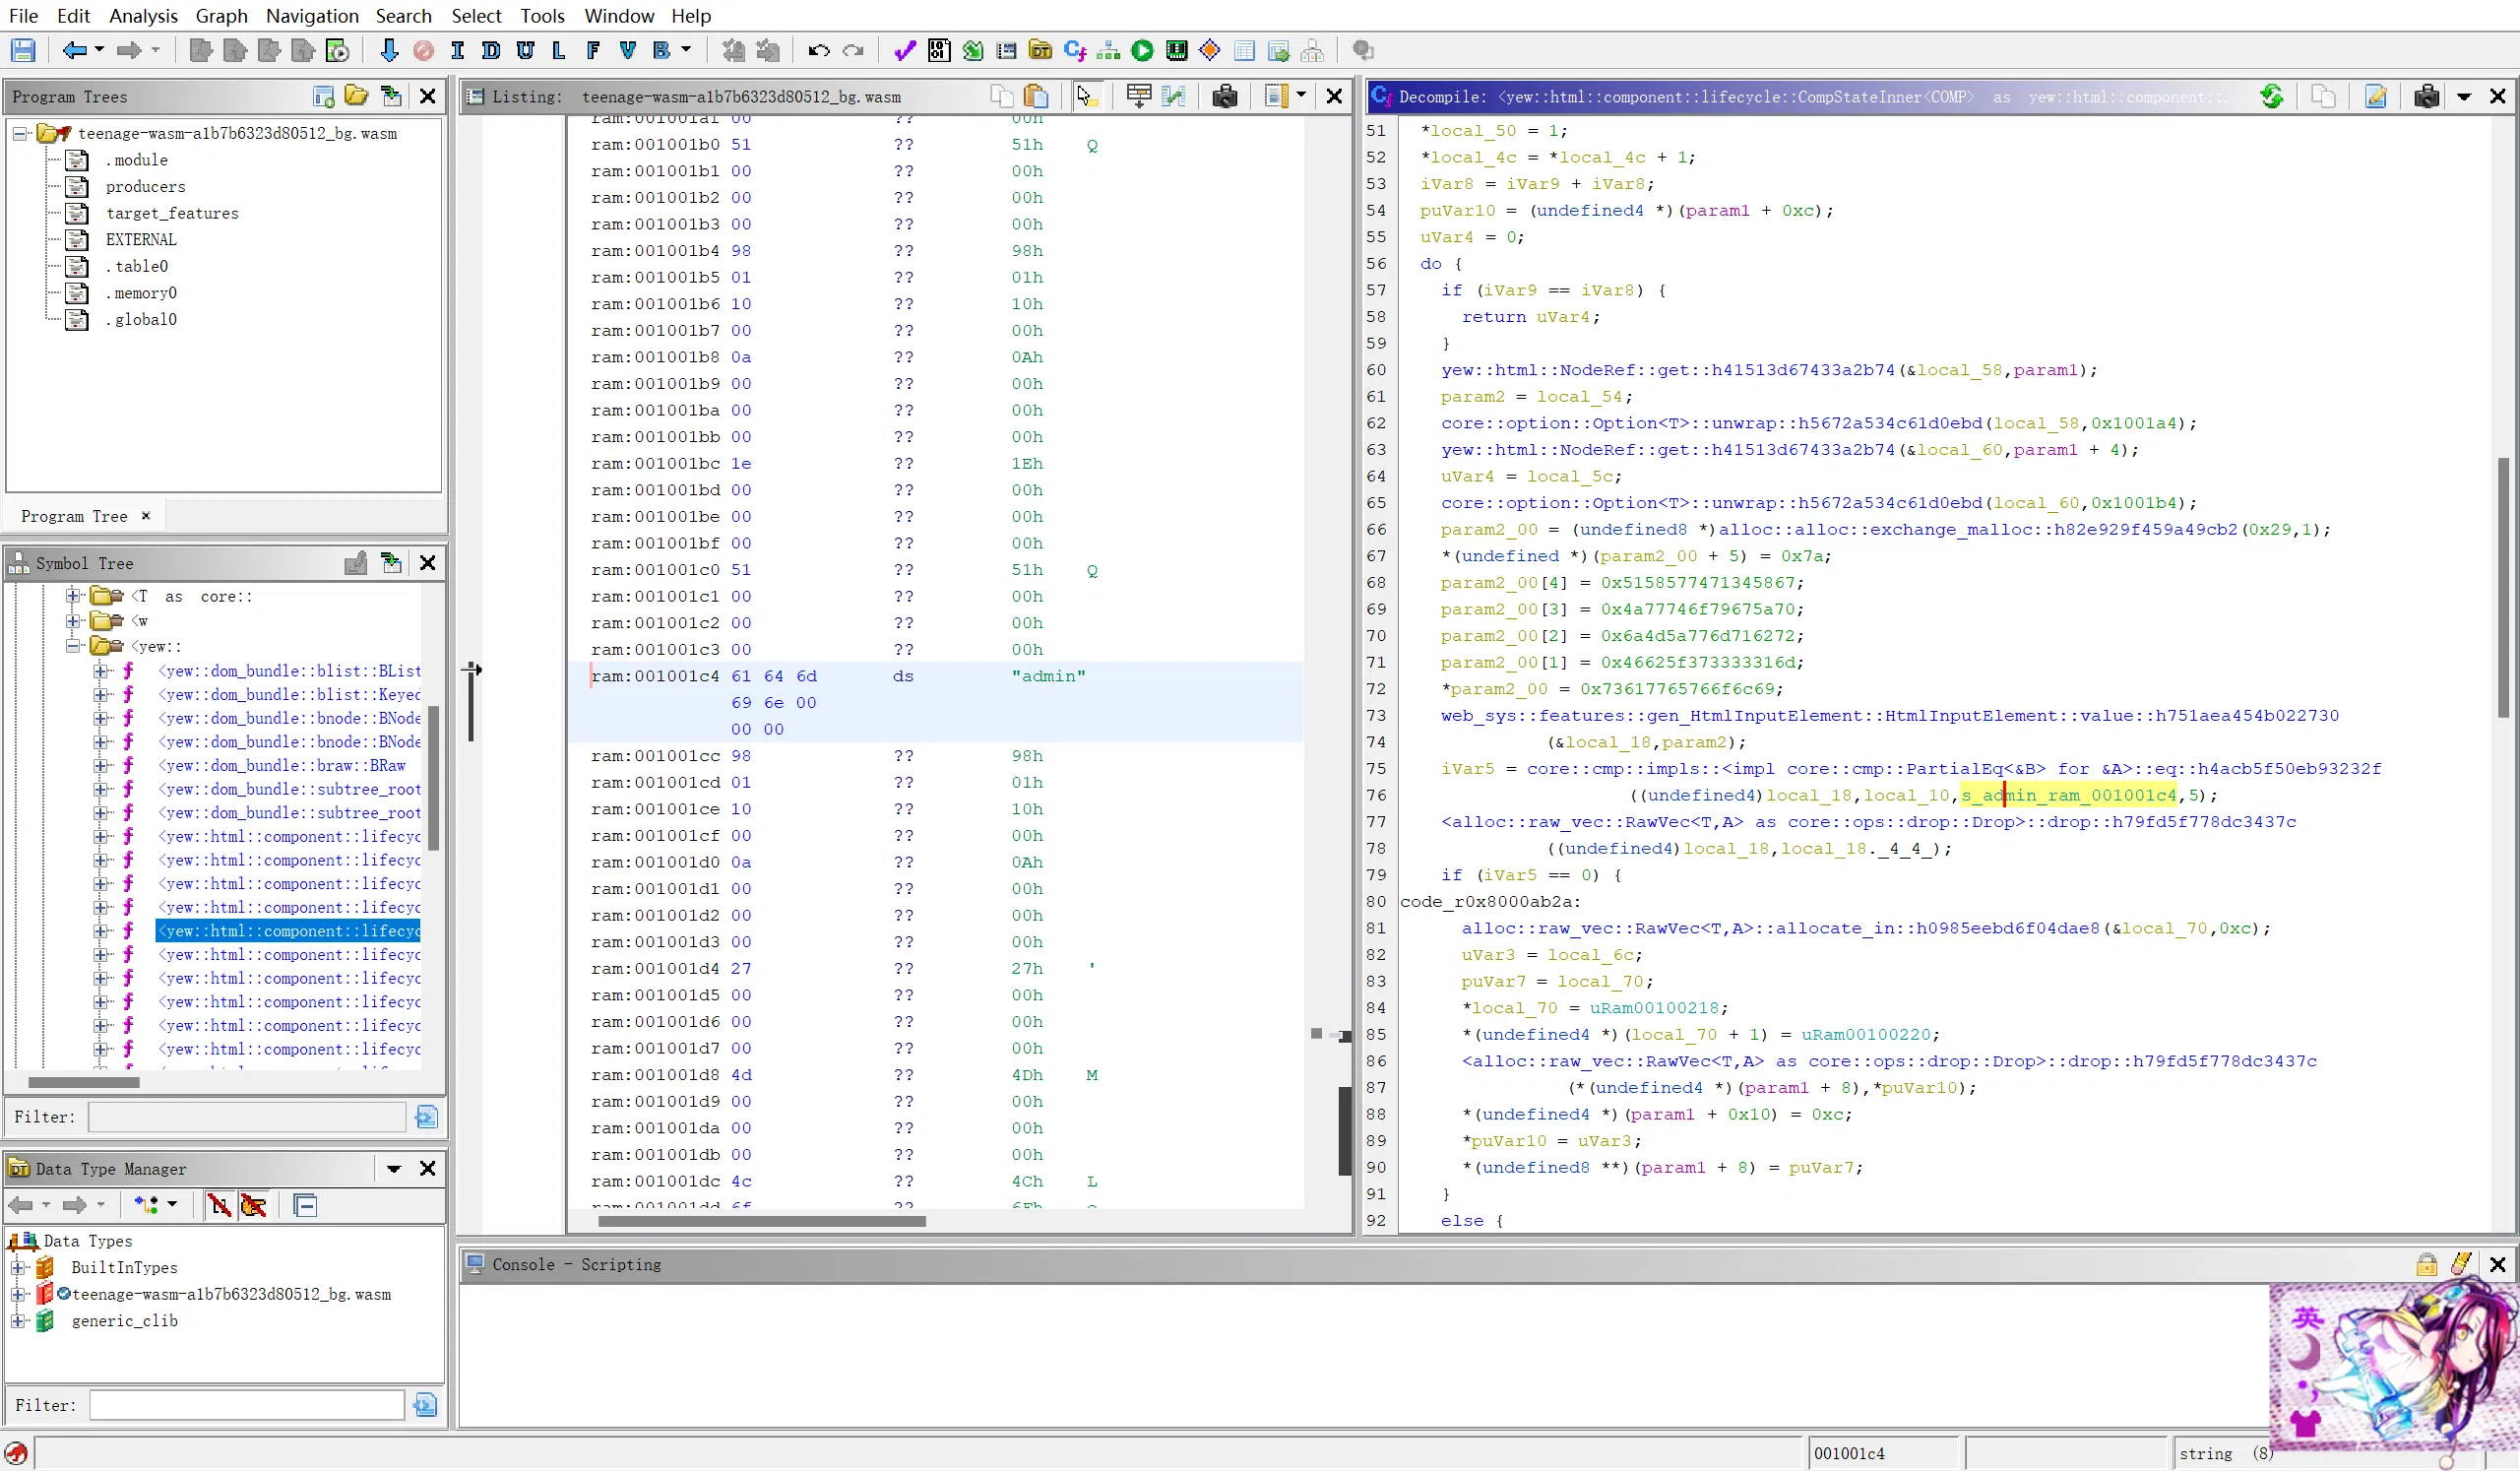 File Edit Analysis Graph Navigation Search Select Tools Window Help
I D U L F V B
Program Trees
teenage-wasm-a1b7b6323d80512_bg.wasm
.module
producers
target_features
EXTERNAL
.table0
.memory0
.global0
Program Tree
Symbol Tree
<T as core::
<w
<yew::
<yew::dom_bundle::blist::BList
<yew::dom_bundle::blist::Keyed
<yew::dom_bundle::bnode::BNode
<yew::dom_bundle::bnode::BNode
<yew::dom_bundle::braw::BRaw
<yew::dom_bundle::subtree_root
<yew::dom_bundle::subtree_root
<yew::html::component::lifecyc
<yew::html::component::lifecyc
<yew::html::component::lifecyc
<yew::html::component::lifecyc
<yew::html::component::lifecyc
<yew::html::component::lifecyc
<yew::html::component::lifecyc
<yew::html::component::lifecyc
<yew::html::component::lifecyc
<yew::html::component::lifecyc
Filter:
Data Type Manager
Data Types
BuiltInTypes
teenage-wasm-a1b7b6323d80512_bg.wasm
generic_clib
Filter:
Listing: teenage-wasm-a1b7b6323d80512_bg.wasm
ram:001001af 00 ?? 00h
ram:001001b0 51 ?? 51h Q
ram:001001b1 00 ?? 00h
ram:001001b2 00 ?? 00h
ram:001001b3 00 ?? 00h
ram:001001b4 98 ?? 98h
ram:001001b5 01 ?? 01h
ram:001001b6 10 ?? 10h
ram:001001b7 00 ?? 00h
ram:001001b8 0a ?? 0Ah
ram:001001b9 00 ?? 00h
ram:001001ba 00 ?? 00h
ram:001001bb 00 ?? 00h
ram:001001bc 1e ?? 1Eh
ram:001001bd 00 ?? 00h
ram:001001be 00 ?? 00h
ram:001001bf 00 ?? 00h
ram:001001c0 51 ?? 51h Q
ram:001001c1 00 ?? 00h
ram:001001c2 00 ?? 00h
ram:001001c3 00 ?? 00h
ram:001001c4 61 64 6d ds "admin"
69 6e 00
00 00
ram:001001cc 98 ?? 98h
ram:001001cd 01 ?? 01h
ram:001001ce 10 ?? 10h
ram:001001cf 00 ?? 00h
ram:001001d0 0a ?? 0Ah
ram:001001d1 00 ?? 00h
ram:001001d2 00 ?? 00h
ram:001001d3 00 ?? 00h
ram:001001d4 27 ?? 27h '
ram:001001d5 00 ?? 00h
ram:001001d6 00 ?? 00h
ram:001001d7 00 ?? 00h
ram:001001d8 4d ?? 4Dh M
ram:001001d9 00 ?? 00h
ram:001001da 00 ?? 00h
ram:001001db 00 ?? 00h
ram:001001dc 4c ?? 4Ch L
ram:001001dd 6f ?? 6Fh o
Decompile: <yew::html::component::lifecycle::CompStateInner<COMP> as yew::html::component::...
51 *local_50 = 1;
52 *local_4c = *local_4c + 1;
53 iVar8 = iVar9 + iVar8;
54 puVar10 = (undefined4 *)(param1 + 0xc);
55 uVar4 = 0;
56 do {
57 if (iVar9 == iVar8) {
58 return uVar4;
59 }
60 yew::html::NodeRef::get::h41513d67433a2b74(&local_58,param1);
61 param2 = local_54;
62 core::option::Option<T>::unwrap::h5672a534c61d0ebd(local_58,0x1001a4);
63 yew::html::NodeRef::get::h41513d67433a2b74(&local_60,param1 + 4);
64 uVar4 = local_5c;
65 core::option::Option<T>::unwrap::h5672a534c61d0ebd(local_60,0x1001b4);
66 param2_00 = (undefined8 *)alloc::alloc::exchange_malloc::h82e929f459a49cb2(0x29,1);
67 *(undefined *)(param2_00 + 5) = 0x7a;
68 param2_00[4] = 0x5158577471345867;
69 param2_00[3] = 0x4a77746f79675a70;
70 param2_00[2] = 0x6a4d5a776d716272;
71 param2_00[1] = 0x46625f373333316d;
72 *param2_00 = 0x73617765766f6c69;
73 web_sys::features::gen_HtmlInputElement::HtmlInputElement::value::h751aea454b022730
74 (&local_18,param2);
75 iVar5 = core::cmp::impls::<impl core::cmp::PartialEq<&B> for &A>::eq::h4acb5f50eb93232f
76 ((undefined4)local_18,local_10,s_admin_ram_001001c4,5);
77 <alloc::raw_vec::RawVec<T,A> as core::ops::drop::Drop>::drop::h79fd5f778dc3437c
78 ((undefined4)local_18,local_18._4_4_);
79 if (iVar5 == 0) {
80 code_r0x8000ab2a:
81 alloc::raw_vec::RawVec<T,A>::allocate_in::h0985eebd6f04dae8(&local_70,0xc);
82 uVar3 = local_6c;
83 puVar7 = local_70;
84 *local_70 = uRam00100218;
85 *(undefined4 *)(local_70 + 1) = uRam00100220;
86 <alloc::raw_vec::RawVec<T,A> as core::ops::drop::Drop>::drop::h79fd5f778dc3437c
87 (*(undefined4 *)(param1 + 8),*puVar10);
88 *(undefined4 *)(param1 + 0x10) = 0xc;
89 *puVar10 = uVar3;
90 *(undefined8 **)(param1 + 8) = puVar7;
91 }
92 else {
Console - Scripting
英
001001c4
string (8)